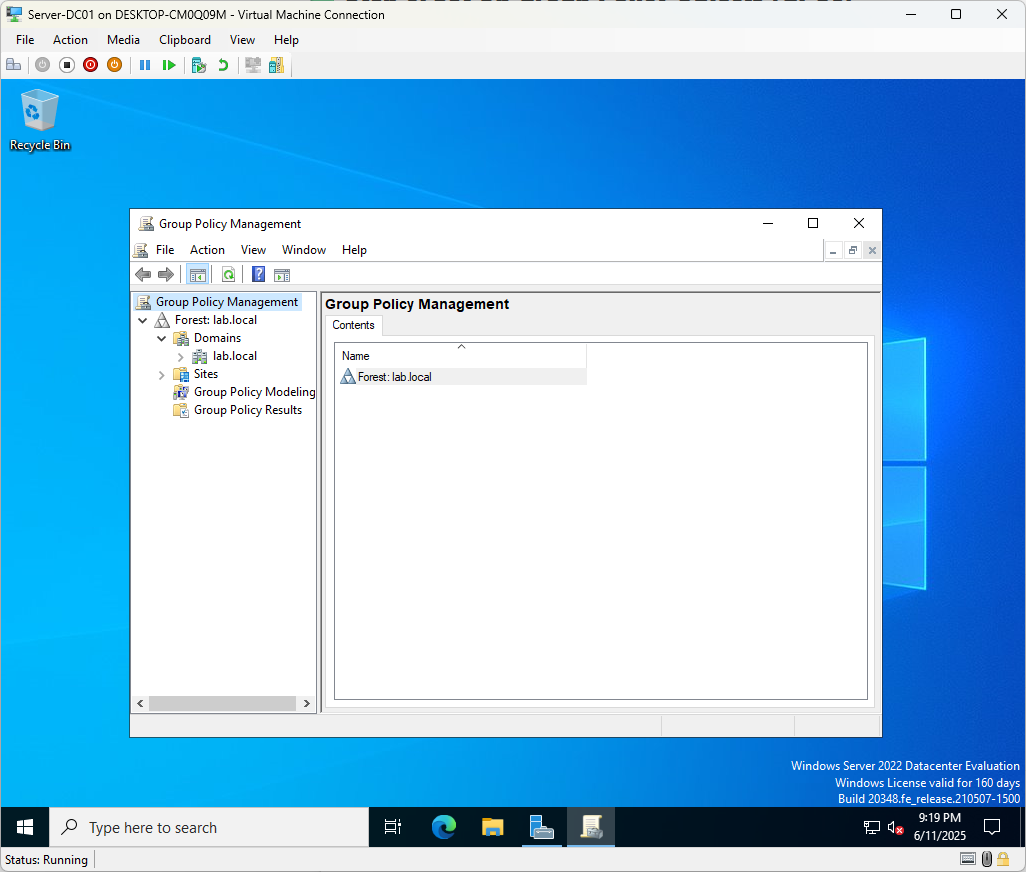 Server-DC01 on DESKTOP-CM0Q09M - Virtual Machine Connection
File Action Media Clipboard View Help
Recycle Bin
Group Policy Management
File Action View Window Help
Group Policy Management
Forest: lab.local
Domains
lab.local
Sites
Group Policy Modeling
Group Policy Results
Group Policy Management
Contents
Name
Forest: lab.local
Windows Server 2022 Datacenter Evaluation
Windows License valid for 160 days
Build 20348.fe_release.210507-1500
Type here to search
9:19 PM
6/11/2025
Status: Running